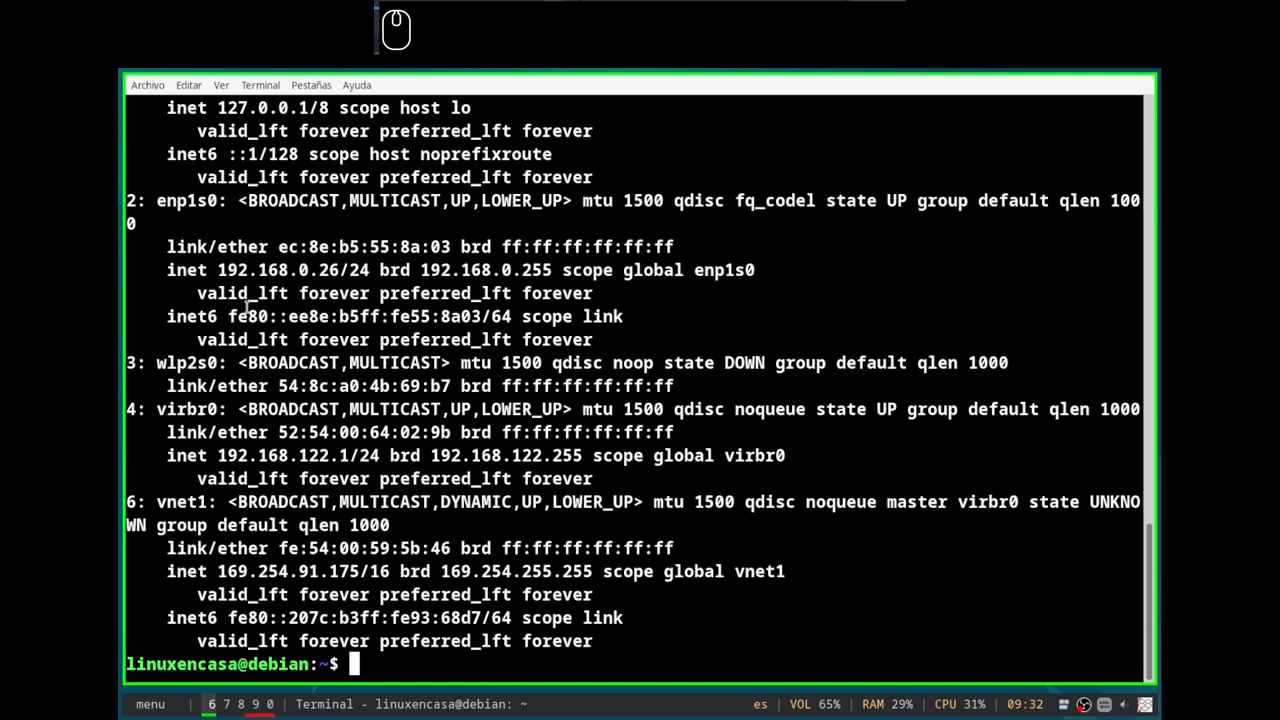 Archivo Editar Ver Terminal Pestañas Ayuda
inet 127.0.0.1/8 scope host lo
valid_lft forever preferred_lft forever
inet6 ::1/128 scope host noprefixroute
valid_lft forever preferred_lft forever
2: enp1s0: <BROADCAST,MULTICAST,UP,LOWER_UP> mtu 1500 qdisc fq_codel state UP group default qlen 100
0
link/ether ec:8e:b5:55:8a:03 brd ff:ff:ff:ff:ff:ff
inet 192.168.0.26/24 brd 192.168.0.255 scope global enp1s0
valid_lft forever preferred_lft forever
inet6 fe80::ee8e:b5ff:fe55:8a03/64 scope link
valid_lft forever preferred_lft forever
3: wlp2s0: <BROADCAST,MULTICAST> mtu 1500 qdisc noop state DOWN group default qlen 1000
link/ether 54:8c:a0:4b:69:b7 brd ff:ff:ff:ff:ff:ff
4: virbr0: <BROADCAST,MULTICAST,UP,LOWER_UP> mtu 1500 qdisc noqueue state UP group default qlen 1000
link/ether 52:54:00:64:02:9b brd ff:ff:ff:ff:ff:ff
inet 192.168.122.1/24 brd 192.168.122.255 scope global virbr0
valid_lft forever preferred_lft forever
6: vnet1: <BROADCAST,MULTICAST,DYNAMIC,UP,LOWER_UP> mtu 1500 qdisc noqueue master virbr0 state UNKNO
WN group default qlen 1000
link/ether fe:54:00:59:5b:46 brd ff:ff:ff:ff:ff:ff
inet 169.254.91.175/16 brd 169.254.255.255 scope global vnet1
valid_lft forever preferred_lft forever
inet6 fe80::207c:b3ff:fe93:68d7/64 scope link
valid_lft forever preferred_lft forever
linuxencasa@debian:~$
menu | 6 7 8 9 0 | Terminal - linuxencasa@debian: ~ es | VOL 65% | RAM 29% | CPU 31% | 09:32